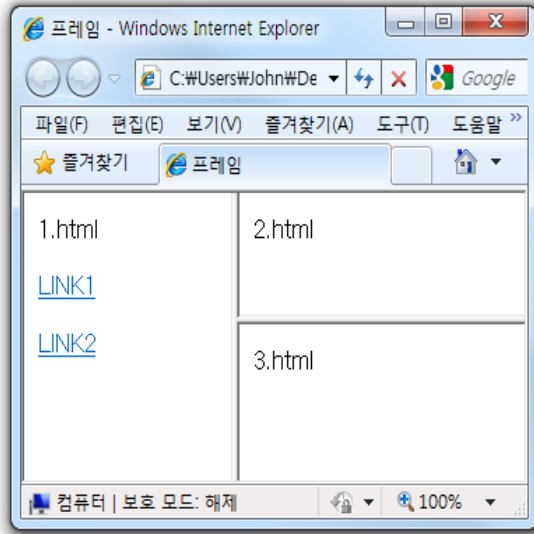 프레임 - Windows Internet Explorer
C:₩Users₩John₩De
Google
파일(F) 편집(E) 보기(V) 즐겨찾기(A) 도구(T) 도움말 »
즐겨찾기
프레임
1.html
LINK1
LINK2
2.html
3.html
컴퓨터 | 보호 모드: 해제
100%